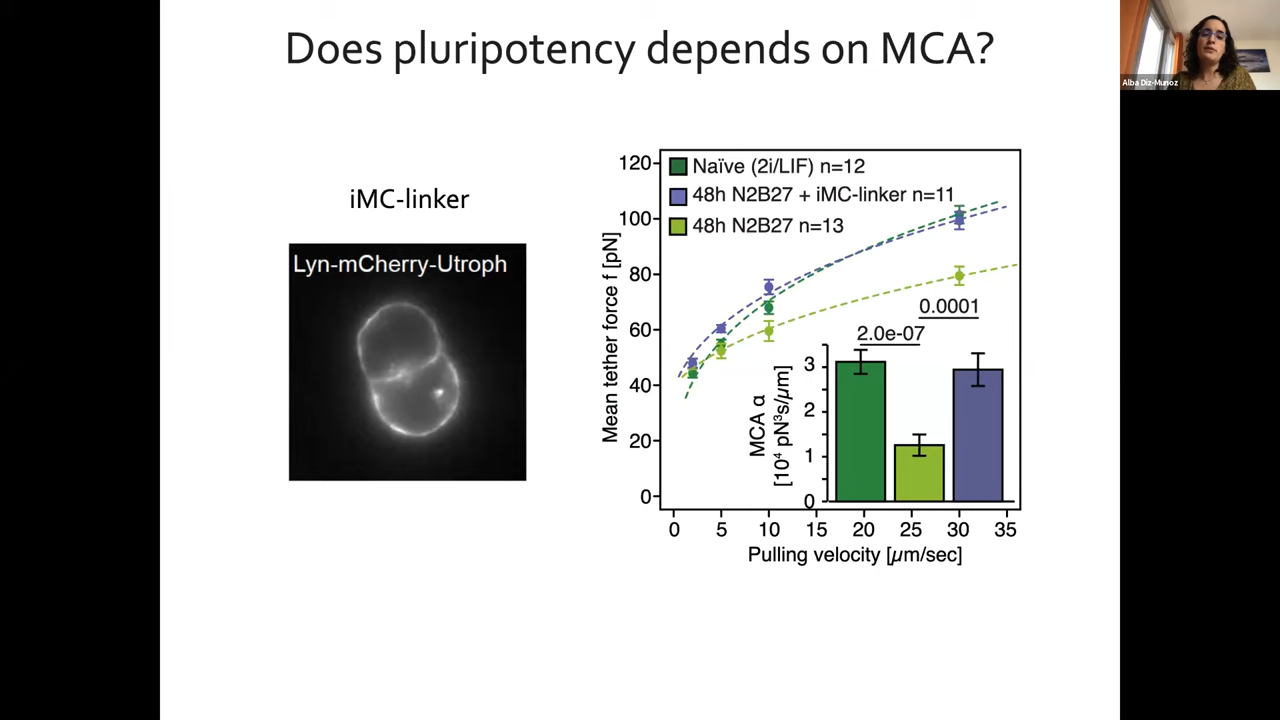 Does pluripotency depends on MCA?
Alba Diz-Munoz
iMC-linker
Lyn-mCherry-Utroph
Naïve (2i/LIF) n=12
48h N2B27 + iMC-linker n=11
48h N2B27 n=13
Mean tether force f [pN]
120
100
80
60
40
20
0
0 5 10 15 20 25 30 35
Pulling velocity [µm/sec]
MCA α
[10⁴ pN³s/µm]
3
2
1
0
2.0e-07
0.0001